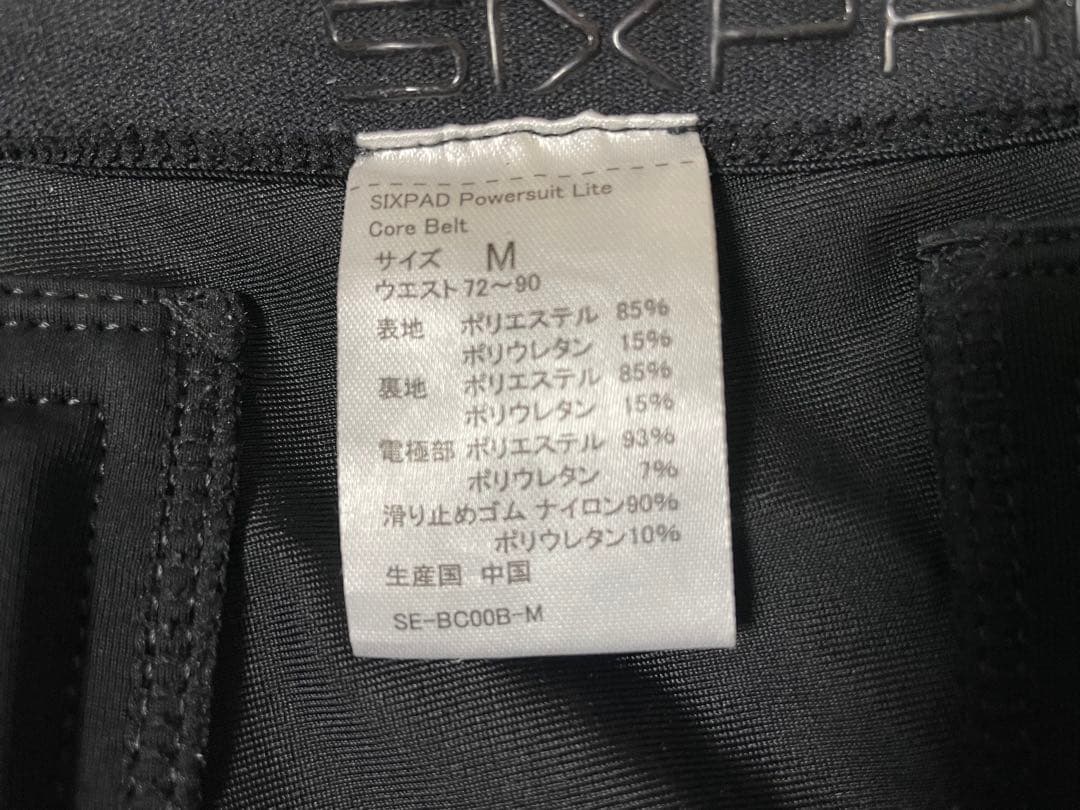 SIXPA
SIXPAD Powersuit Lite
Core Belt
サイズ M
ウエスト 72～90
表地 ポリエステル 85%
ポリウレタン 15%
裏地 ポリエステル 85%
ポリウレタン 15%
電極部 ポリエステル 93%
ポリウレタン 7%
滑り止めゴム ナイロン90%
ポリウレタン10%
生産国 中国
SE-BC00B-M